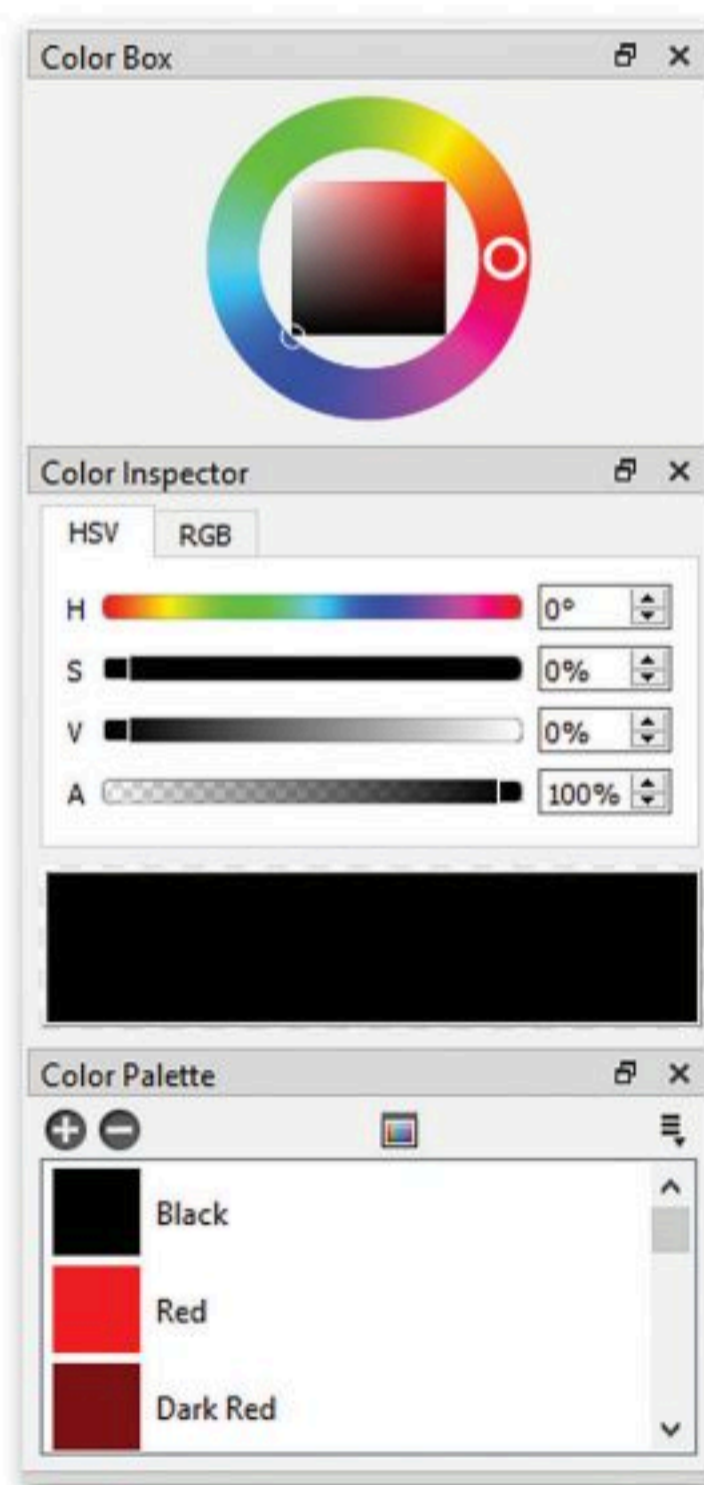 Color Box
Color Inspector
HSV RGB
H 0°
S 0%
V 0%
A 100%
Color Palette
Black
Red
Dark Red